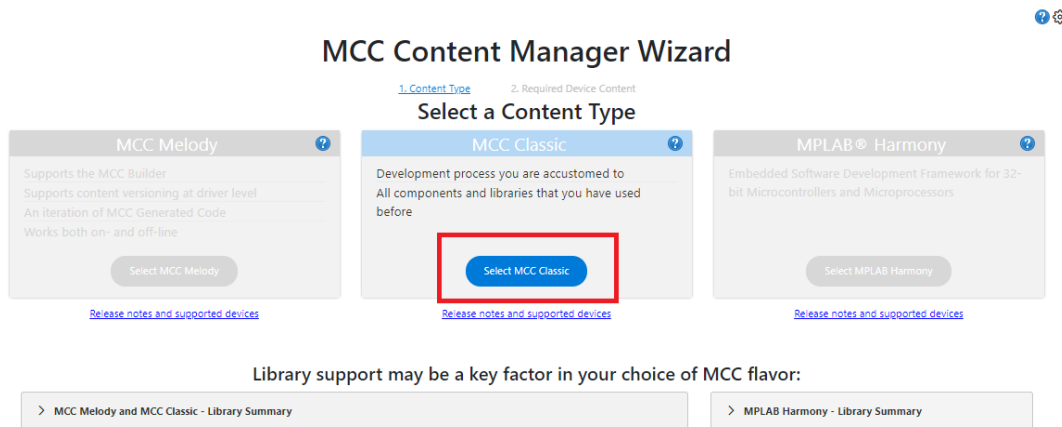 MCC Content Manager Wizard
1. Content Type
2. Required Device Content
Select a Content Type
MCC Melody
Supports the MCC Builder
Supports content versioning at driver level
An iteration of MCC Generated Code
Works both on- and off-line
Select MCC Melody
Release notes and supported devices
MCC Classic
Development process you are accustomed to
All components and libraries that you have used
before
Select MCC Classic
Release notes and supported devices
MPLAB® Harmony
Embedded Software Development Framework for 32-
bit Microcontrollers and Microprocessors
Select MPLAB Harmony
Release notes and supported devices
Library support may be a key factor in your choice of MCC flavor:
MCC Melody and MCC Classic - Library Summary
MPLAB Harmony - Library Summary